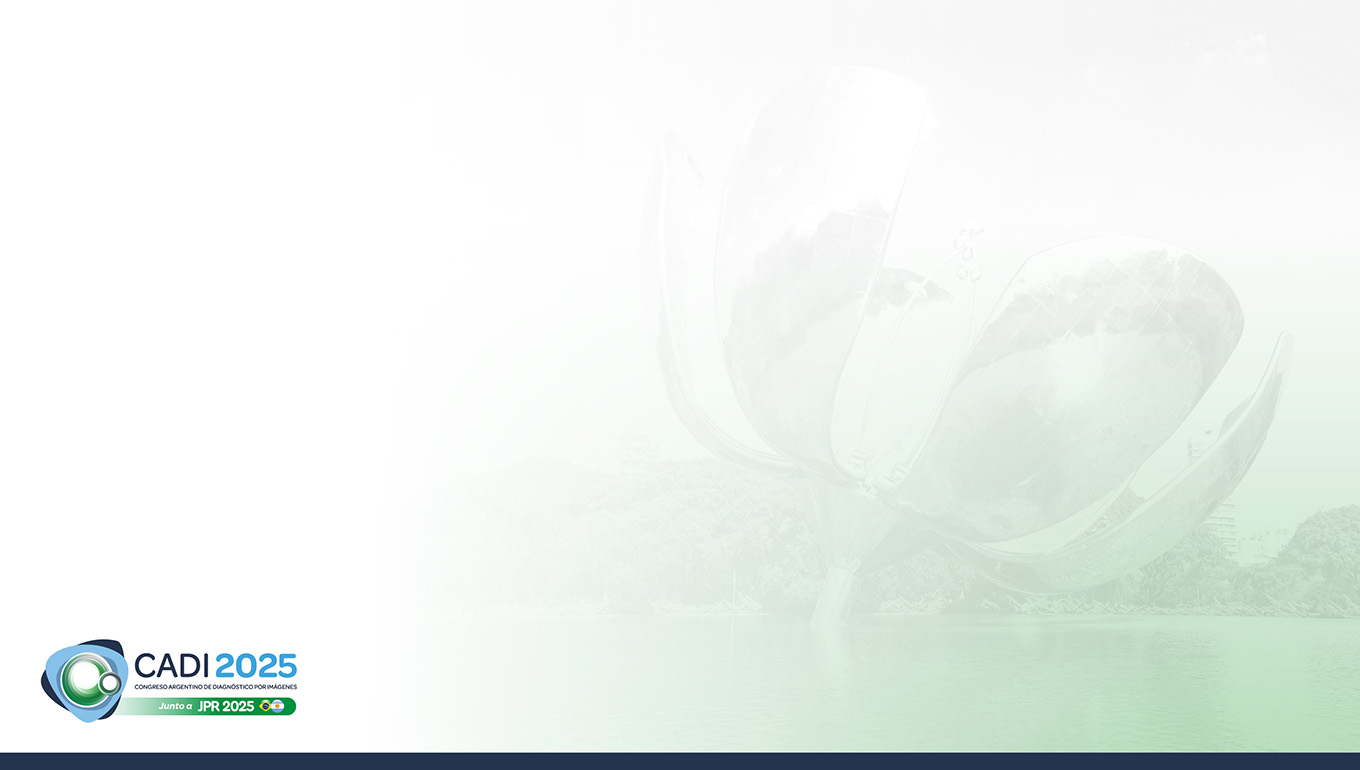 CADI 2025
CONGRESO ARGENTINO DE DIAGNÓSTICO POR IMÁGENES
Junto a JPR 2025